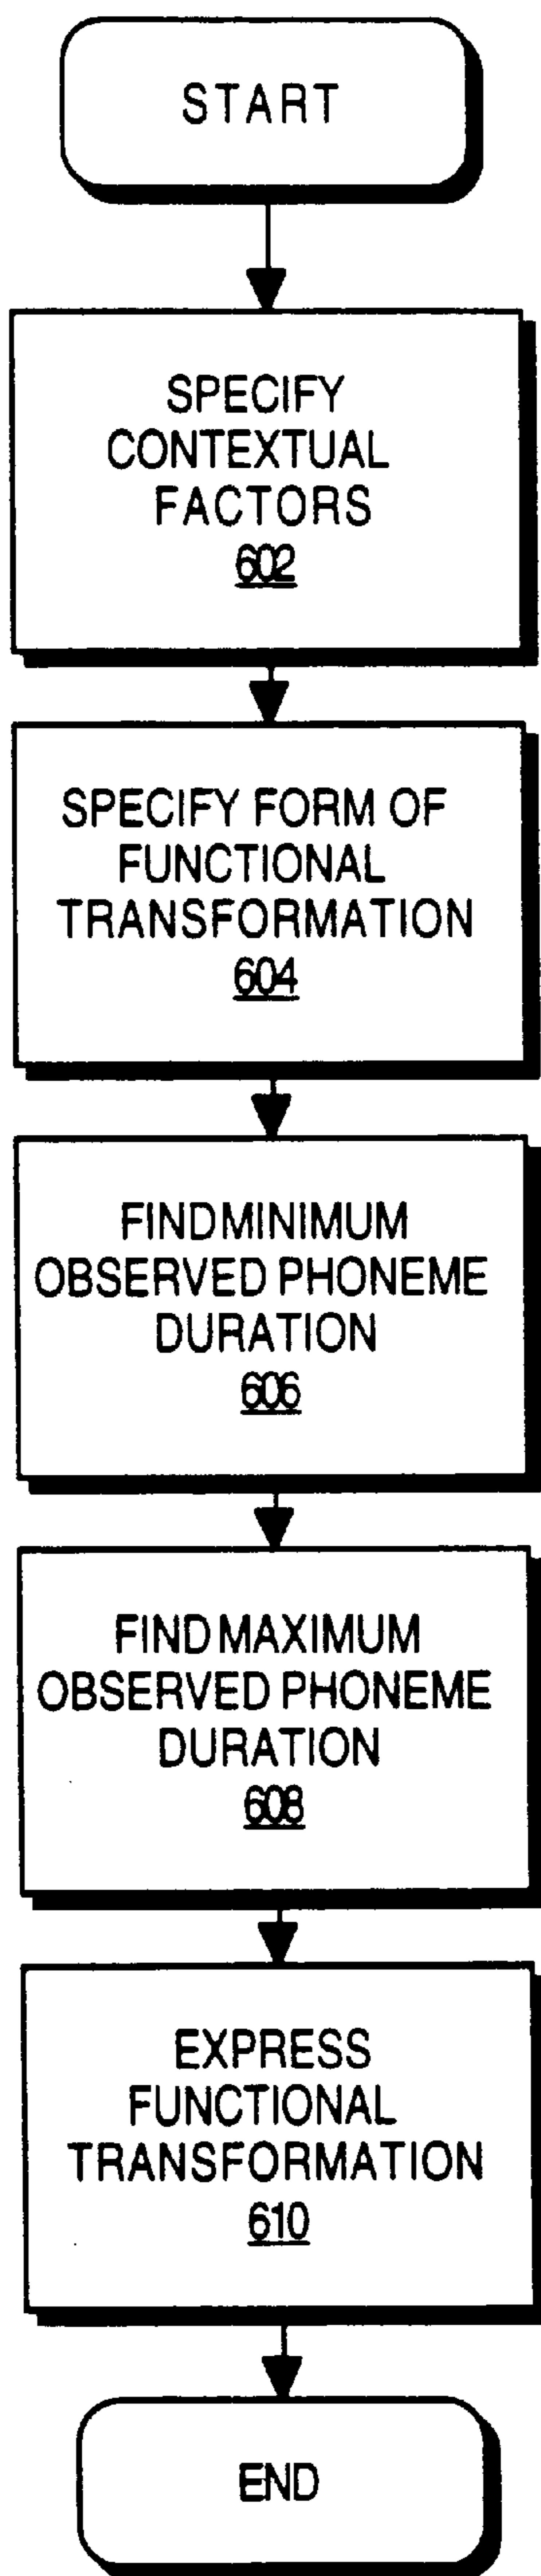 START
SPECIFY
CONTEXTUAL
FACTORS
602
SPECIFY FORM OF
FUNCTIONAL
TRANSFORMATION
604
FIND MINIMUM
OBSERVED PHONEME
DURATION
606
FIND MAXIMUM
OBSERVED PHONEME
DURATION
608
EXPRESS
FUNCTIONAL
TRANSFORMATION
610
END